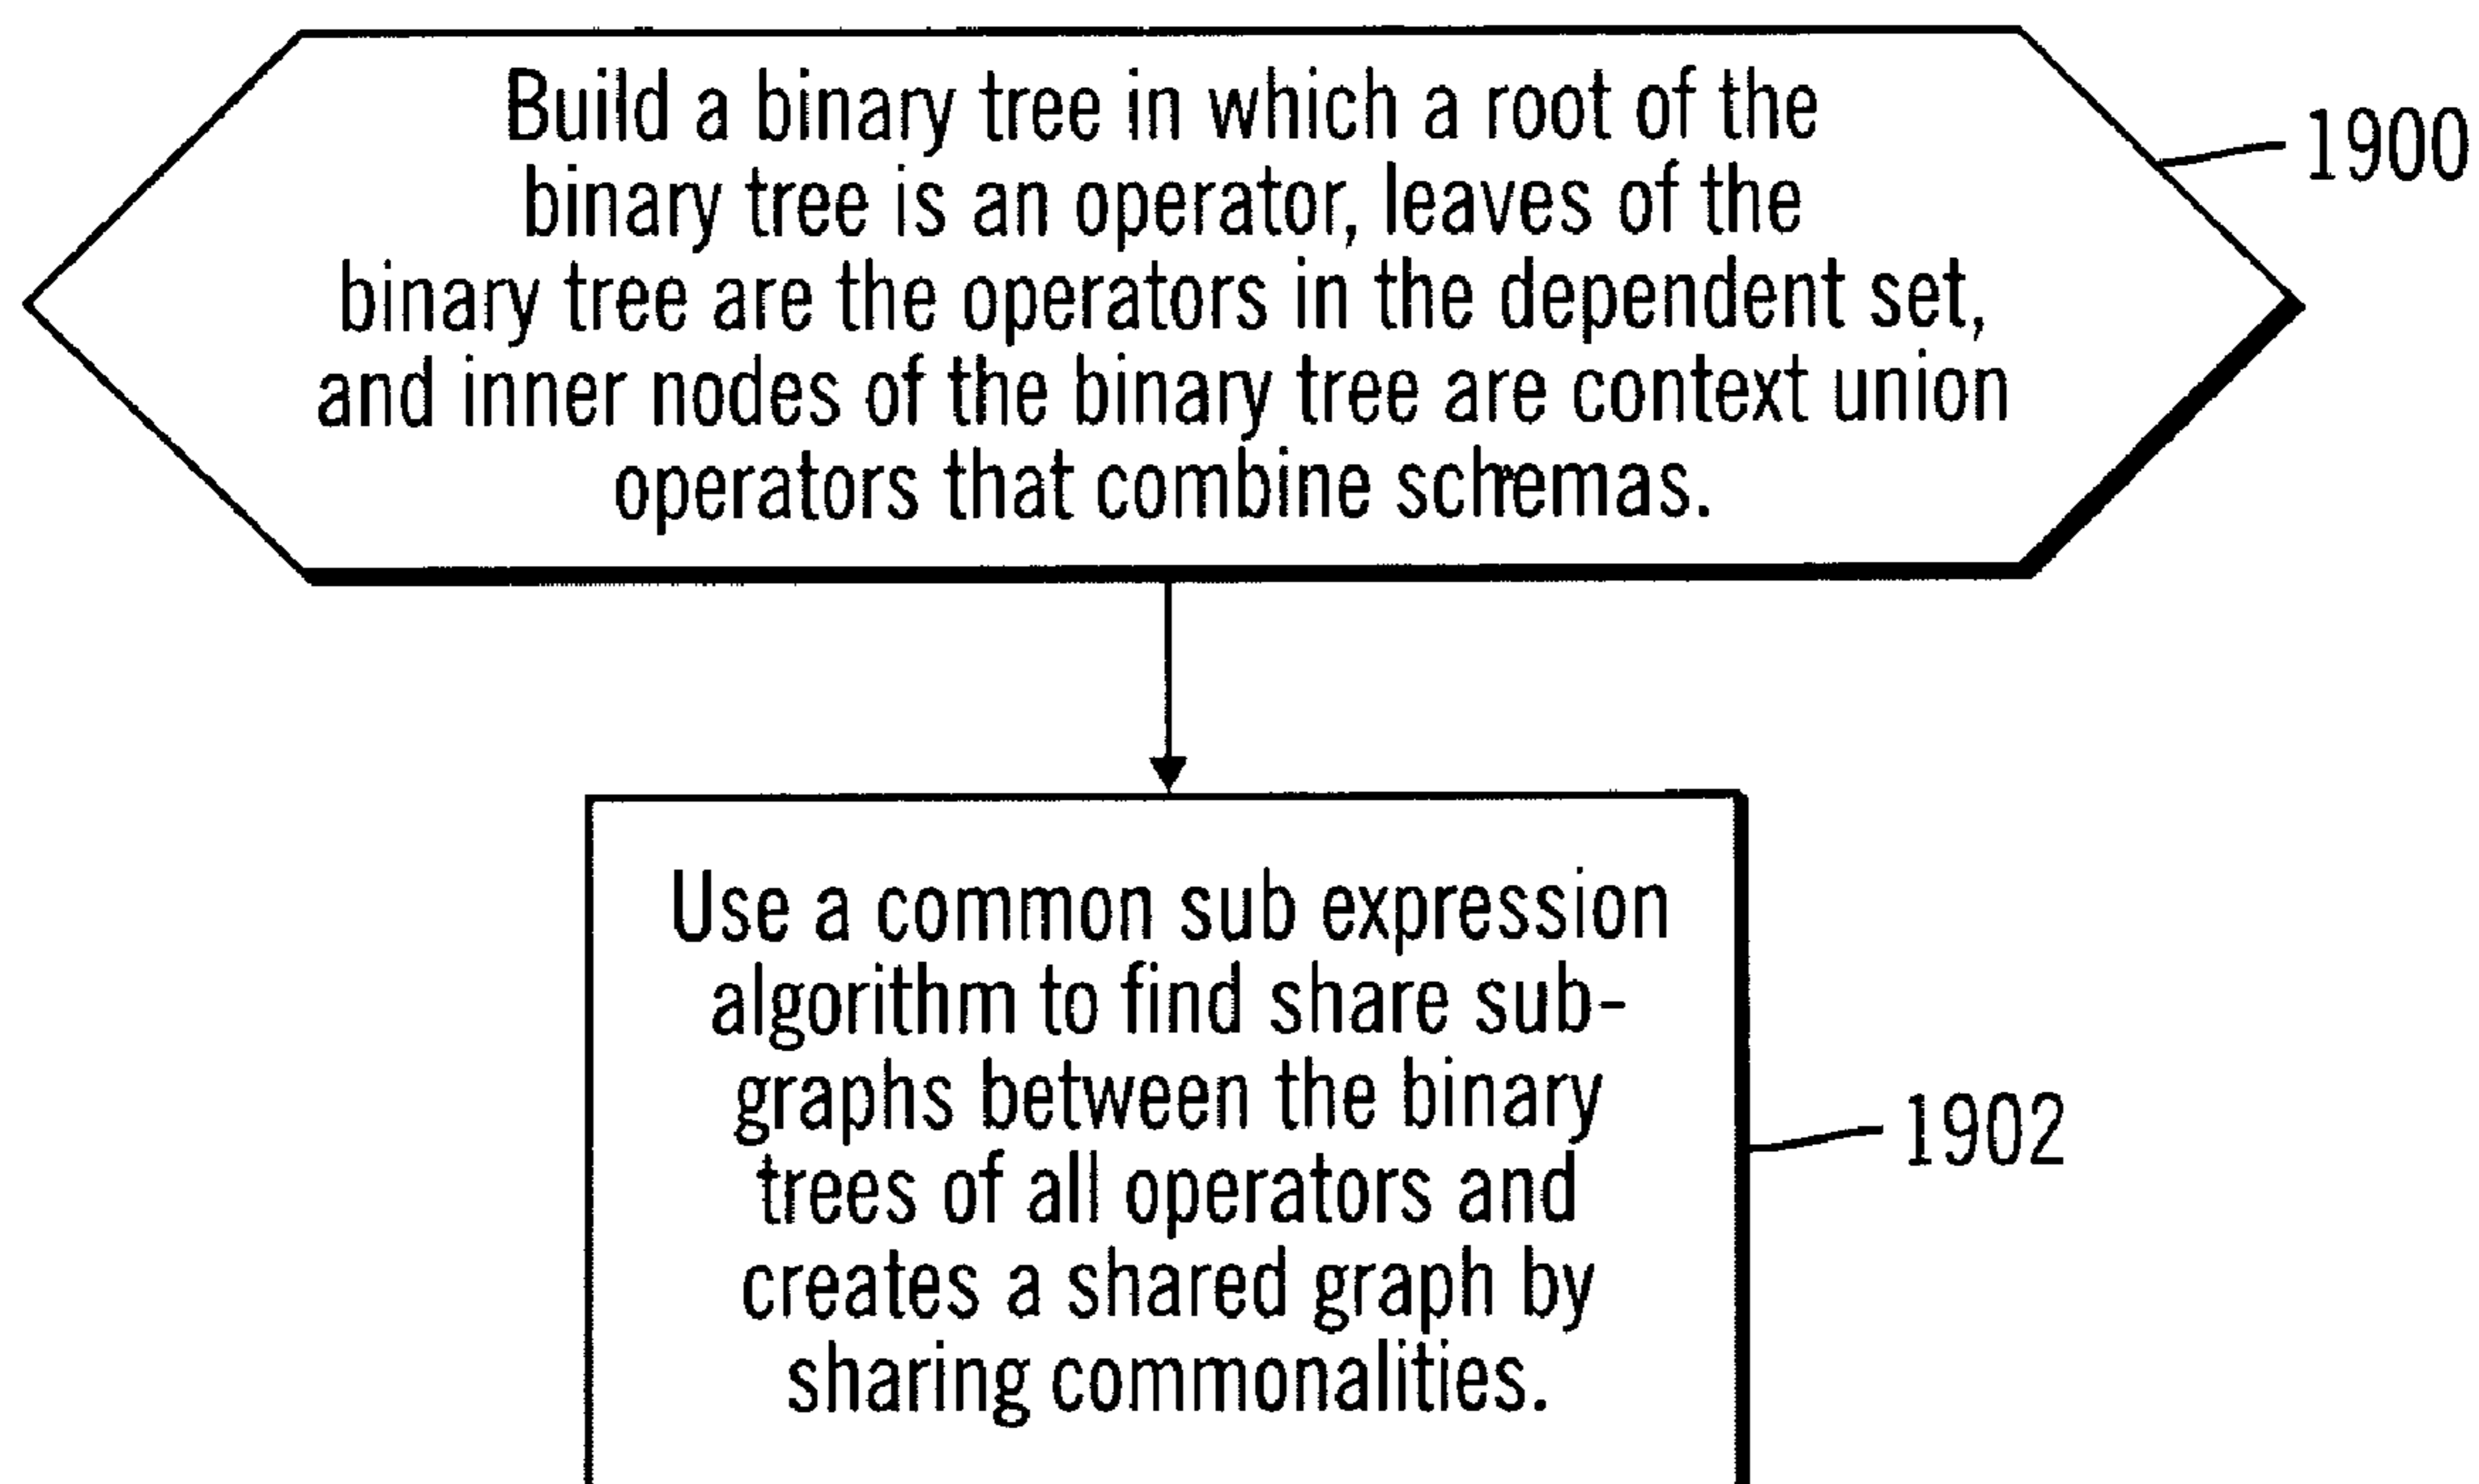 Build a binary tree in which a root of the
binary tree is an operator, leaves of the
binary tree are the operators in the dependent set,
and inner nodes of the binary tree are context union
operators that combine schemas.
1900
Use a common sub expression
algorithm to find share sub-
graphs between the binary
trees of all operators and
creates a shared graph by
sharing commonalities.
1902